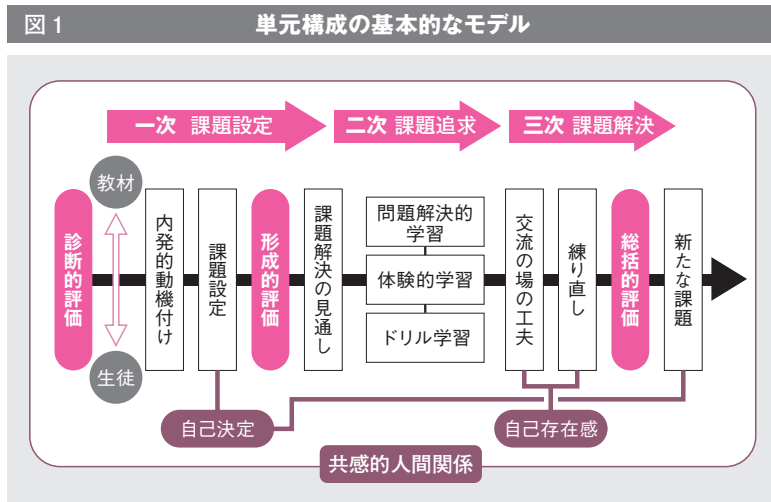 図1
単元構成の基本的なモデル
一次 課題設定
二次 課題追求
三次 課題解決
教材
生徒
診断的評価
内発的動機付け
課題設定
形成的評価
課題解決の見通し
問題解決的
学習
体験的学習
ドリル学習
交流の場の工夫
練り直し
総括的評価
新たな課題
自己決定
自己存在感
共感的人間関係